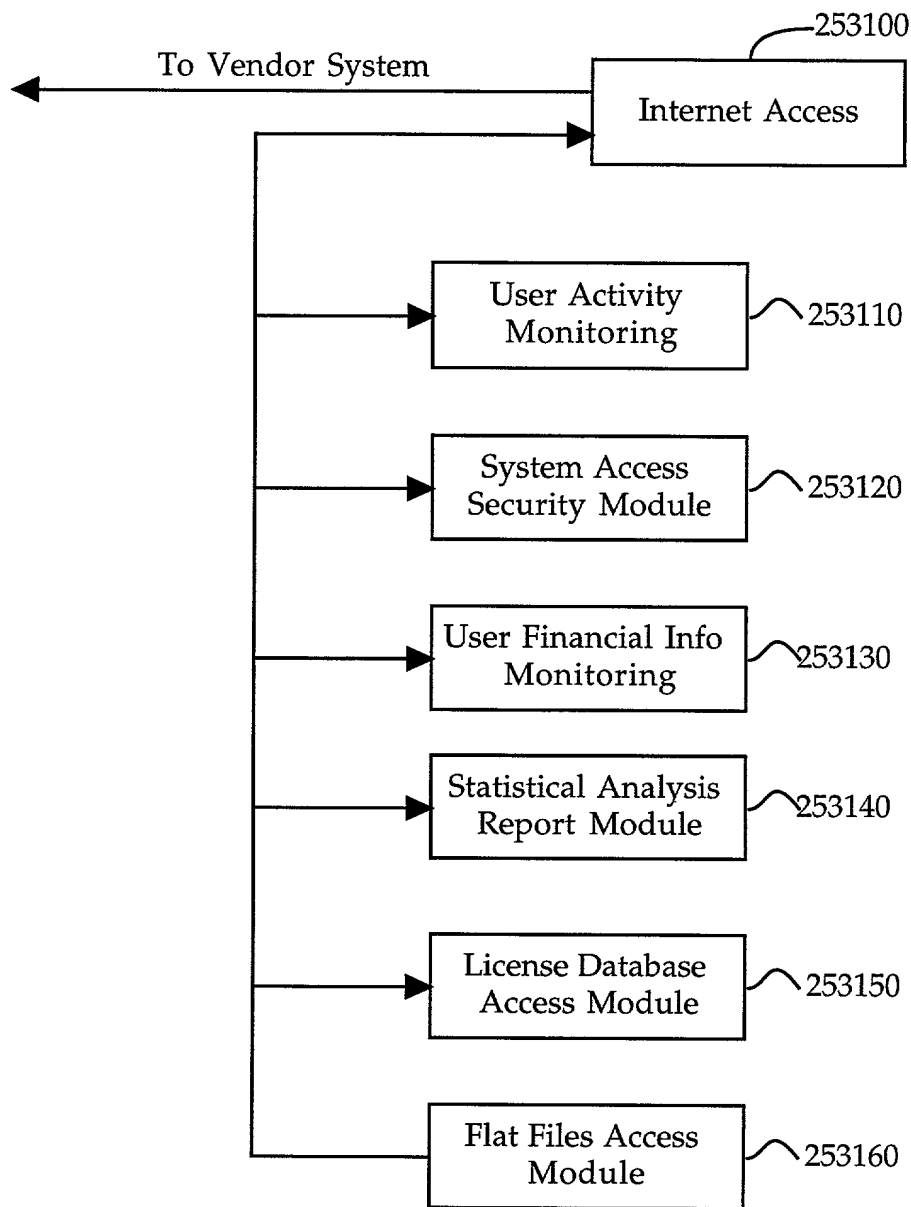 253100
To Vendor System
Internet Access
User Activity
Monitoring
253110
System Access
Security Module
253120
User Financial Info
Monitoring
253130
Statistical Analysis
Report Module
253140
License Database
Access Module
253150
Flat Files Access
Module
253160